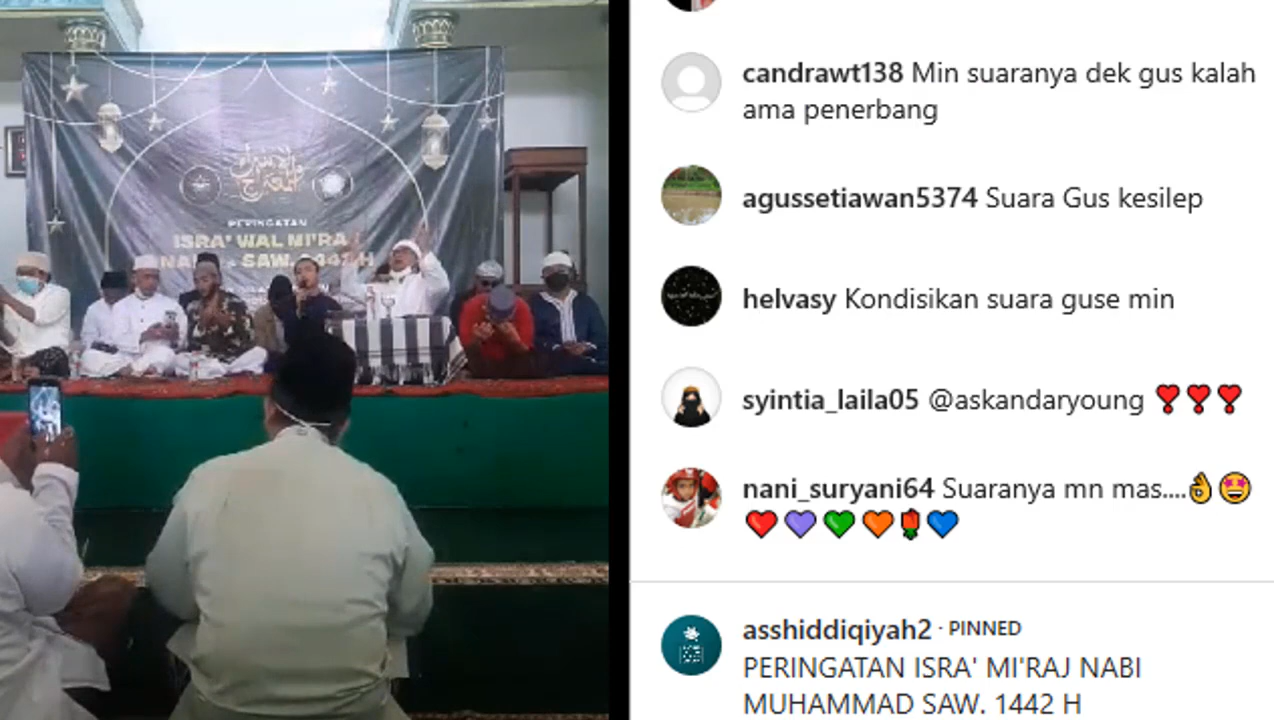 PERINGATAN
ISRA' WAL MI'RA
SAW. 1442 H
candrawt138 Min suaranya dek gus kalah
ama penerbang
agussetiawan5374 Suara Gus kesilep
helvasy Kondisikan suara guse min
syintia_laila05 @askandaryoung ❣❣❣
nani_suryani64 Suaranya mn mas....👌🤩
❤💜💚🧡🌹💙
asshiddiqiyah2 · PINNED
PERINGATAN ISRA' MI'RAJ NABI
MUHAMMAD SAW. 1442 H